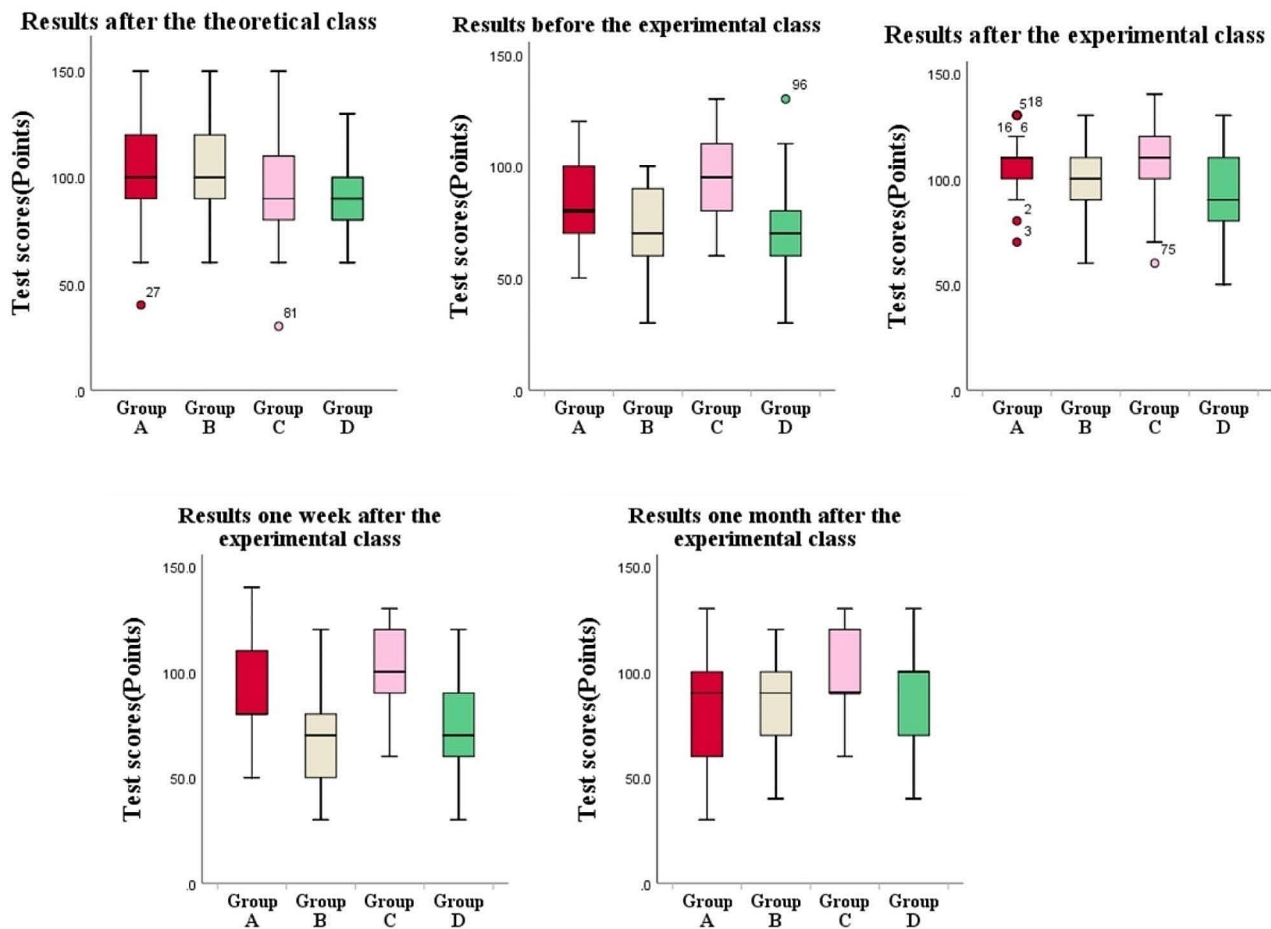 Results after the theoretical class
Test scores(Points)
150.0
100.0
50.0
.0
27
81
Group A
Group B
Group C
Group D
Results before the experimental class
Test scores(Points)
150.0
100.0
50.0
.0
96
Group A
Group B
Group C
Group D
Results after the experimental class
Test scores(Points)
150.0
100.0
50.0
.0
518
16 6
2
3
75
Group A
Group B
Group C
Group D
Results one week after the
experimental class
Test scores(Points)
150.0
100.0
50.0
.0
Group A
Group B
Group C
Group D
Results one month after the
experimental class
Test scores(Points)
150.0
100.0
50.0
.0
Group A
Group B
Group C
Group D